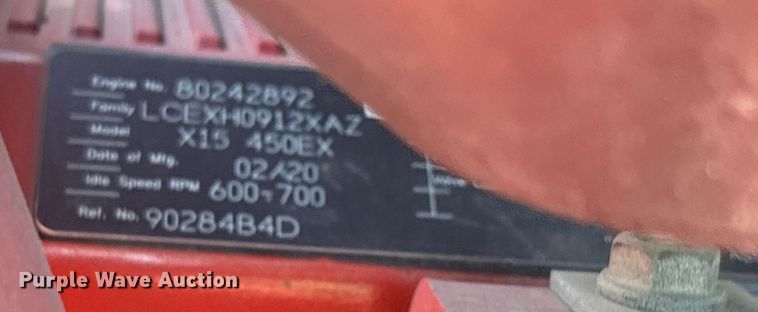 Engine No. 80242892
Family LCEXH0912XAZ
Model X15 450EX
Date of Mfg. 02/20
Idle Speed RPM 600-700
Ref. No. 90284B4D
Purple Wave Auction